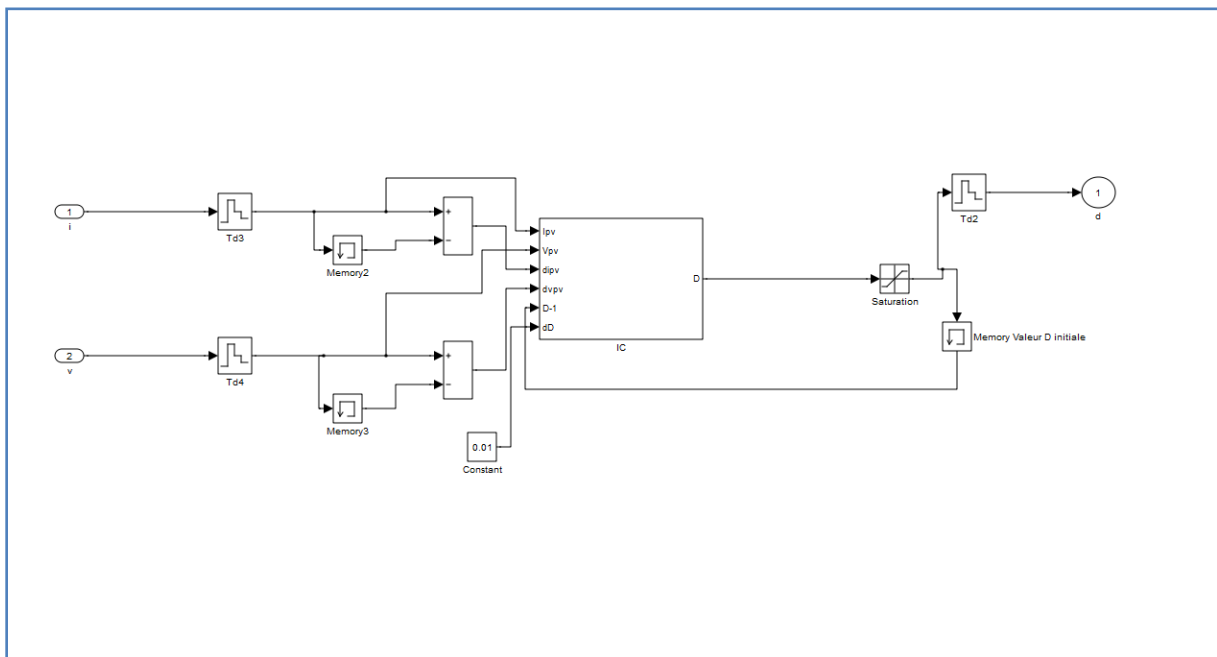 1
i
Td3
Memory2
+
−
2
v
Td4
Memory3
+
−
0.01
Constant
Ipv
Vpv
dipv
dvpv
D-1
dD
D
IC
Saturation
Td2
1
d
Memory Valeur D initiale